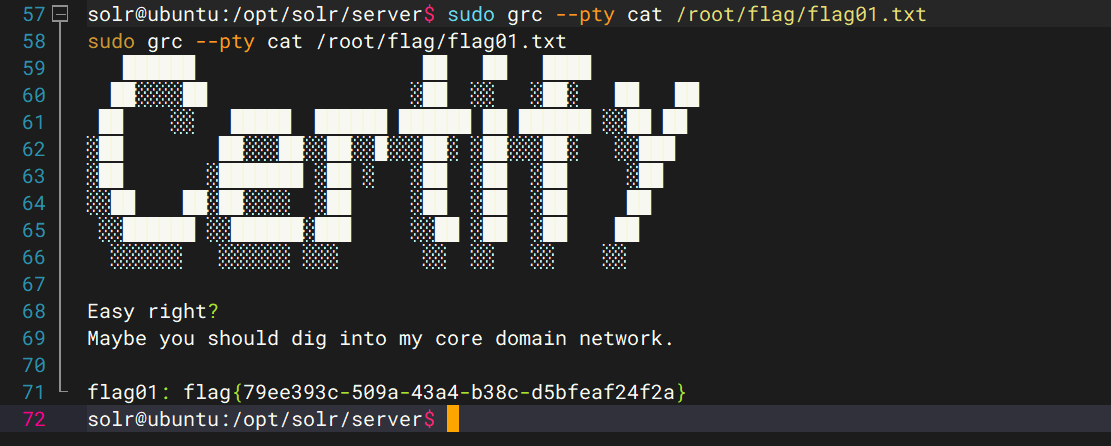 57 solr@ubuntu:/opt/solr/server$ sudo grc --pty cat /root/flag/flag01.txt
58 sudo grc --pty cat /root/flag/flag01.txt
59
60
61
62 Certify
63
64
65
66
67
68 Easy right?
69 Maybe you should dig into my core domain network.
70
71 flag01: flag{79ee393c-509a-43a4-b38c-d5bfeaf24f2a}
72 solr@ubuntu:/opt/solr/server$